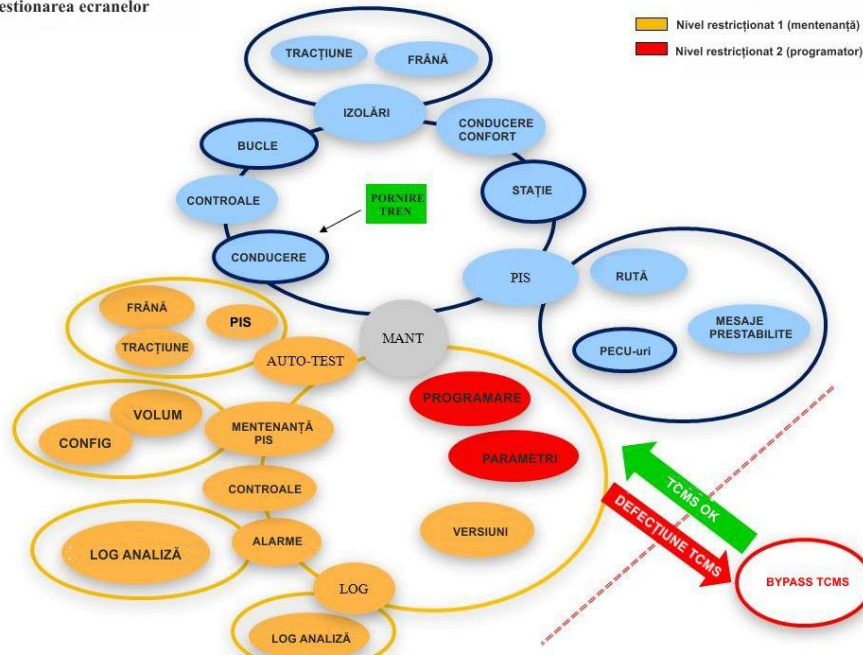 estionarea ecranelor
Nivel restricționat 1 (mentenanță)
Nivel restricționat 2 (programator)
TRACȚIUNE
FRÂNĂ
IZOLĂRI
CONDUCERE
CONFORT
BUCLE
STAȚIE
CONTROALE
PORNIRE
TREN
CONDUCERE
PIS
RUTĂ
MESAJE
PRESTABILITE
PECU-uri
FRÂNĂ
PIS
TRACȚIUNE
MANT
AUTO-TEST
PROGRAMARE
VOLUM
CONFIG
MENTENANȚĂ
PIS
PARAMETRI
CONTROALE
VERSIUNI
TCMS OK
DEFECȚIUNE TCMS
LOG ANALIZĂ
ALARME
BYPASS TCMS
LOG
LOG ANALIZĂ